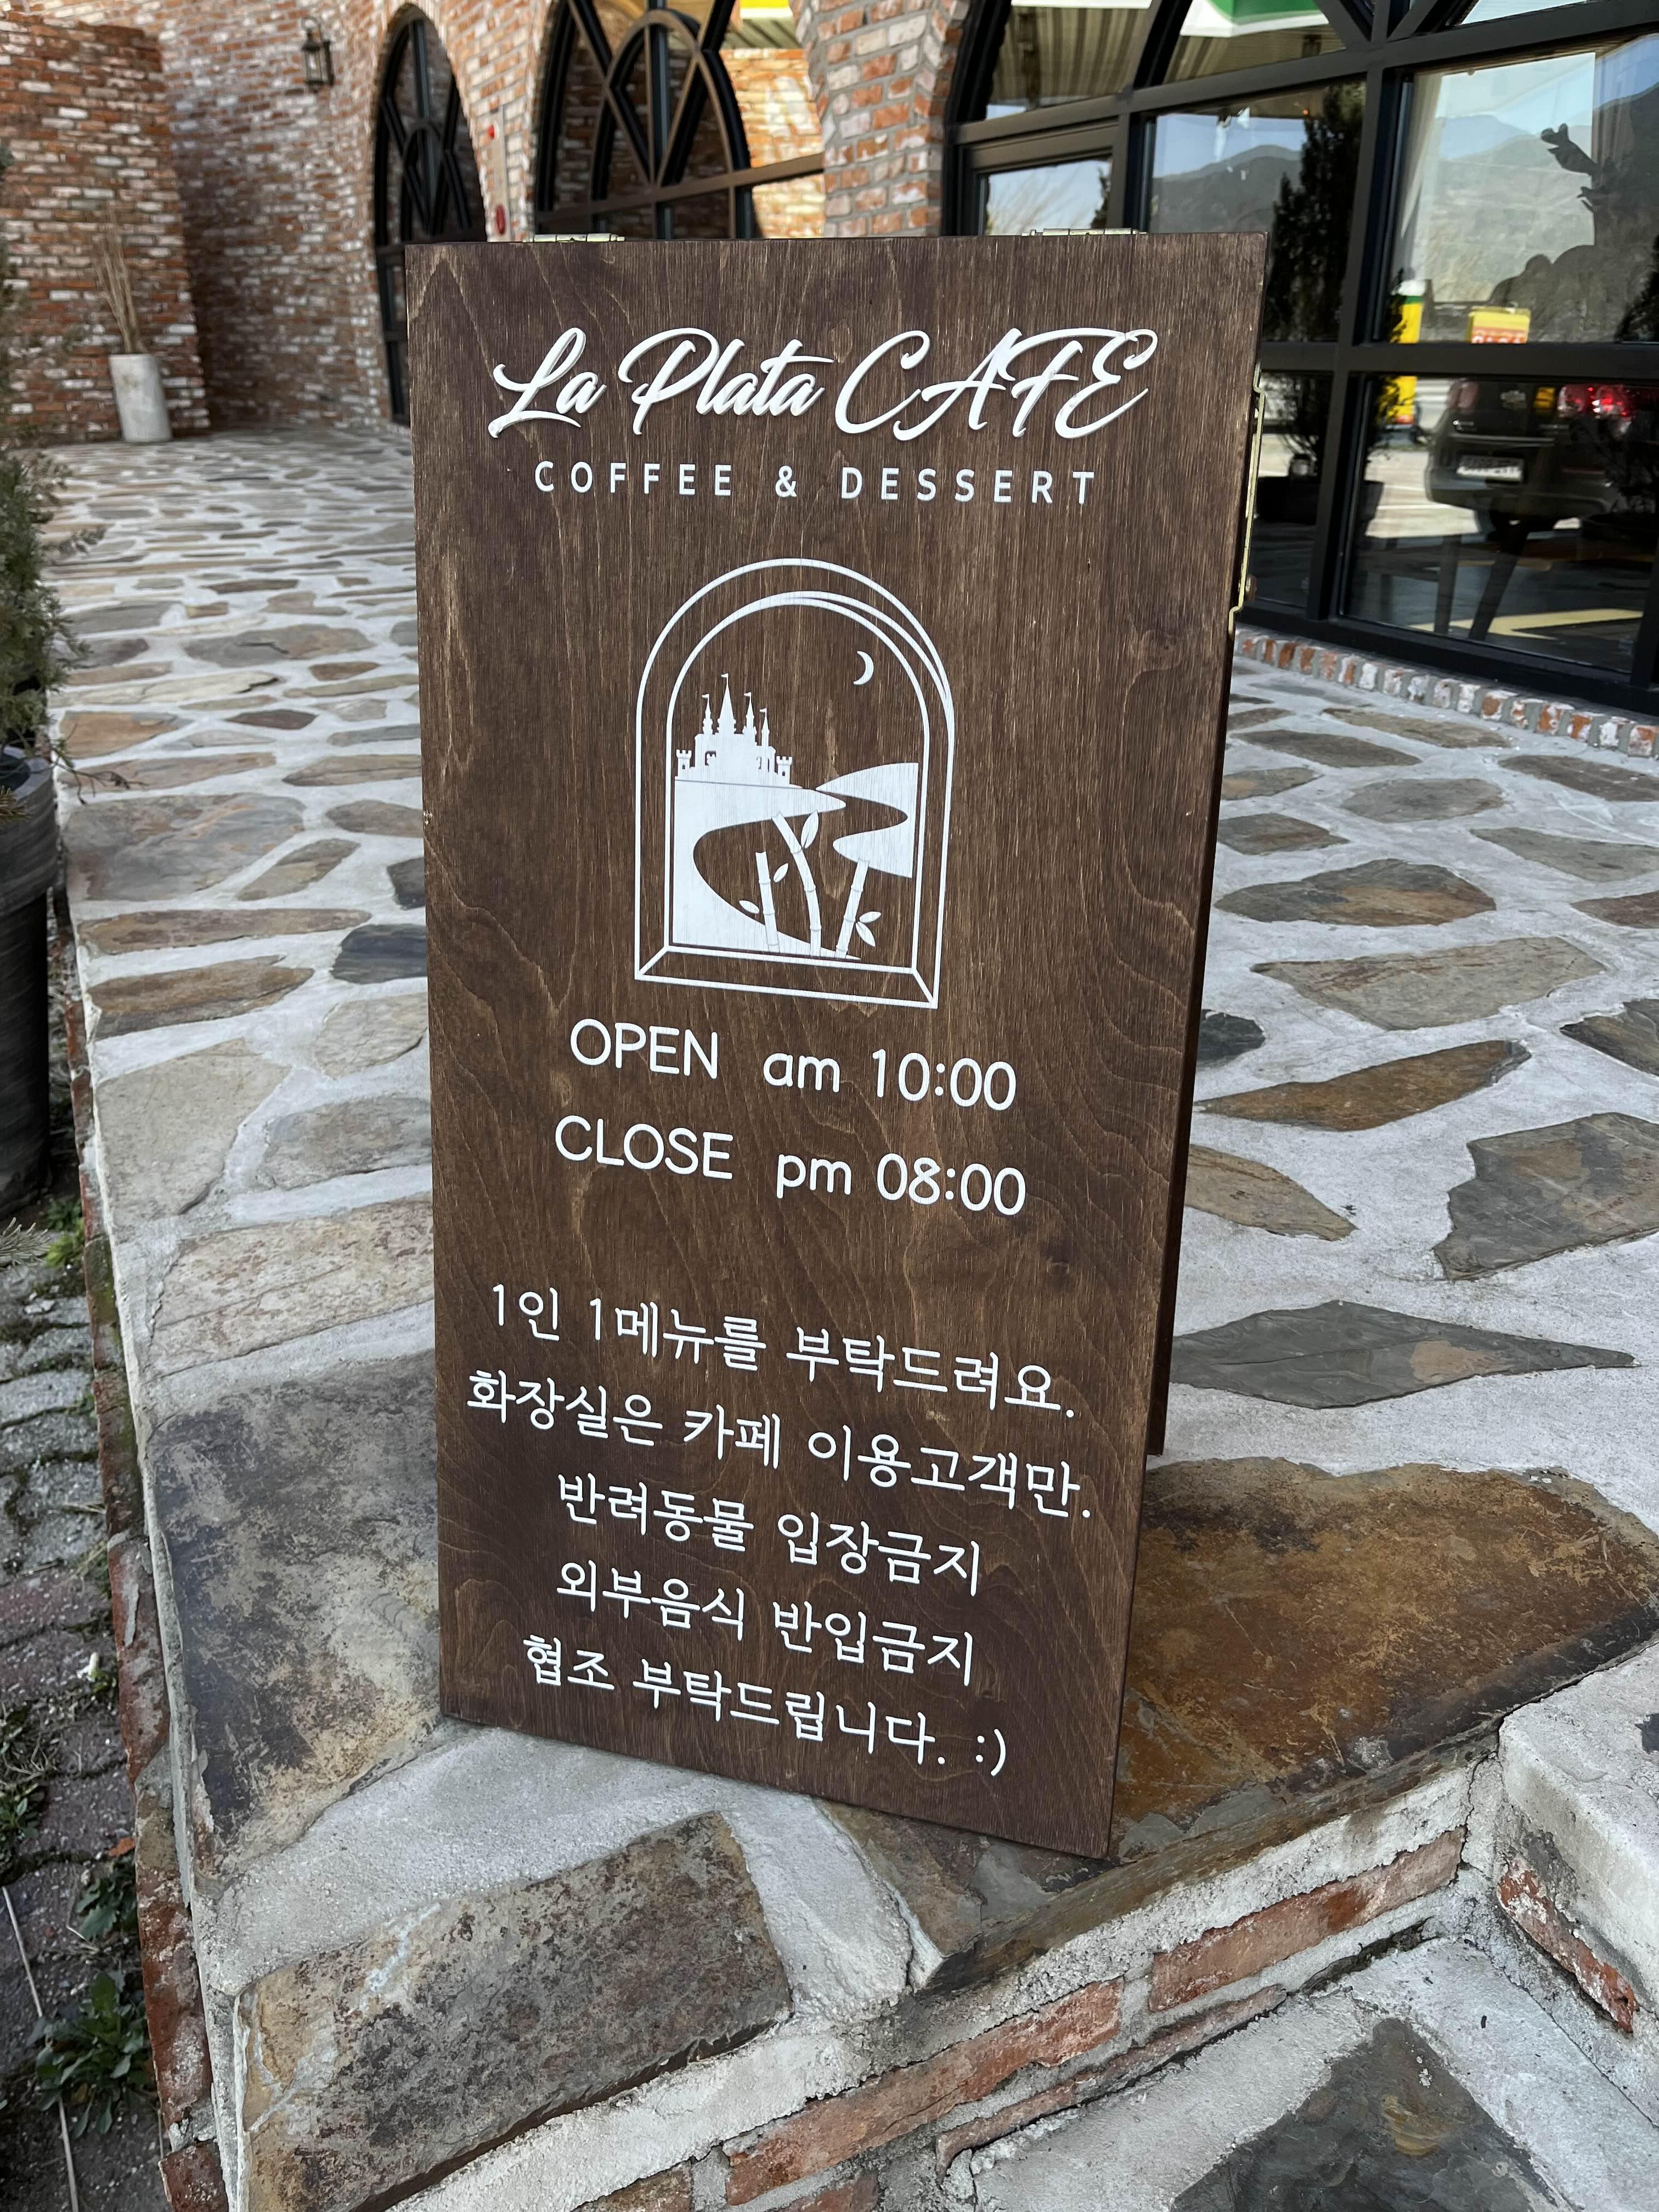 La Plata CAFE
COFFEE & DESSERT
OPEN am 10:00
CLOSE pm 08:00
1인 1메뉴를 부탁드려요.
화장실은 카페 이용고객만.
반려동물 입장금지
외부음식 반입금지
협조 부탁드립니다. :)